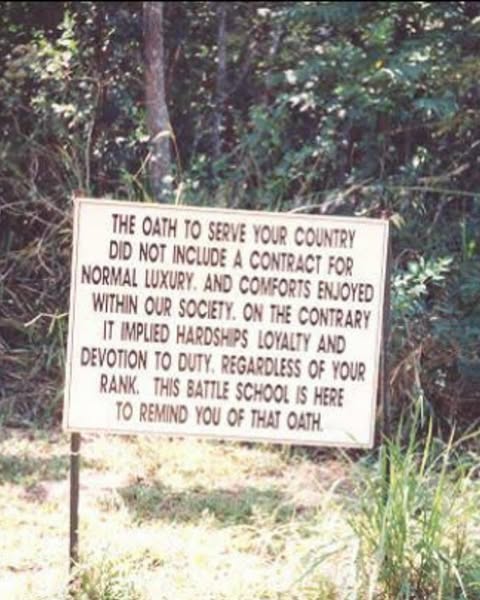 THE OATH TO SERVE YOUR COUNTRY
DID NOT INCLUDE A CONTRACT FOR
NORMAL LUXURY. AND COMFORTS ENJOYED
WITHIN OUR SOCIETY. ON THE CONTRARY
IT IMPLIED HARDSHIPS LOYALTY AND
DEVOTION TO DUTY. REGARDLESS OF YOUR
RANK. THIS BATTLE SCHOOL IS HERE
TO REMIND YOU OF THAT OATH.